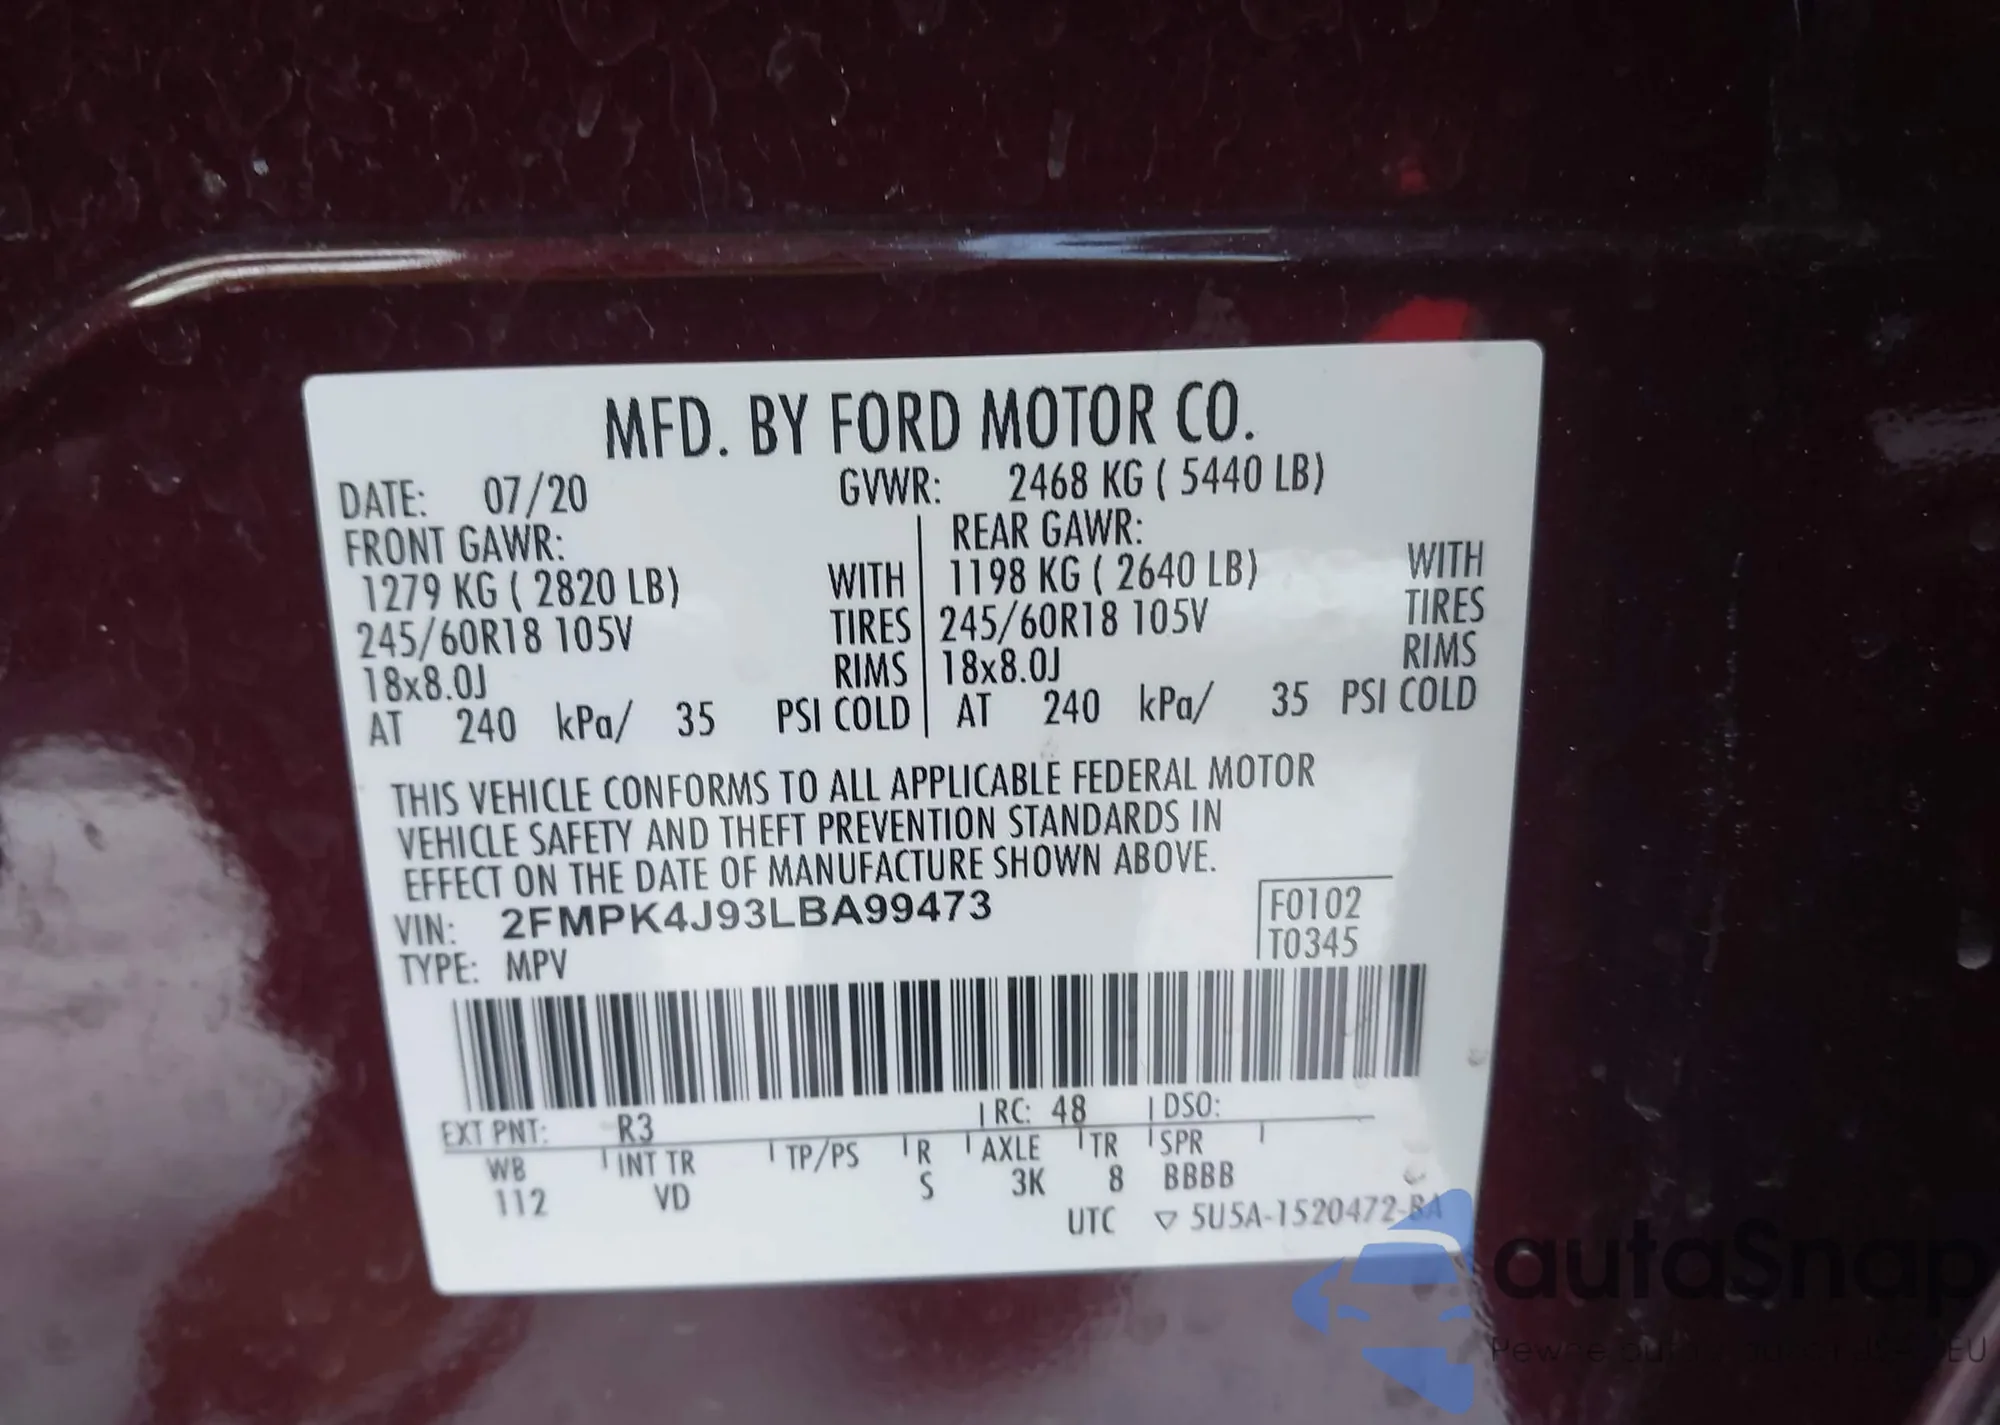 MFD. BY FORD MOTOR CO.
DATE: 07/20 GVWR: 2468 KG ( 5440 LB)
FRONT GAWR: REAR GAWR:
1279 KG ( 2820 LB) WITH 1198 KG ( 2640 LB) WITH
245/60R18 105V TIRES 245/60R18 105V TIRES
18x8.0J RIMS 18x8.0J RIMS
AT 240 kPa/ 35 PSI COLD AT 240 kPa/ 35 PSI COLD
THIS VEHICLE CONFORMS TO ALL APPLICABLE FEDERAL MOTOR
VEHICLE SAFETY AND THEFT PREVENTION STANDARDS IN
EFFECT ON THE DATE OF MANUFACTURE SHOWN ABOVE.
VIN: 2FMPK4J93LBA99473 F0102
TYPE: MPV T0345
EXT PNT: R3 RC: 48 DSO:
WB INT TR TP/PS R AXLE TR SPR
112 VD S 3K 8 BBBB
UTC ▽ 5U5A-1520472-BA
autaSnap